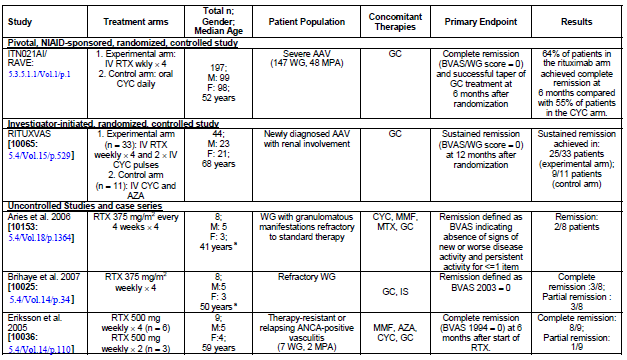 Study
Treatment arms
Total n;
Gender;
Median Age
Patient Population
Concomitant
Therapies
Primary Endpoint
Results
Pivotal, NIAID-sponsored, randomized, controlled study
ITN021AI/
RAVE:
5.3.5.1.1/Vol.1/p.1
1. Experimental arm:
IV RTX wkly × 4
2. Control arm: oral
CYC daily
197;
M: 99
F: 98;
52 years
Severe AAV
(147 WG, 48 MPA)
GC
Complete remission
(BVAS/WG score = 0)
and successful taper of
GC treatment at
6 months after
randomization
64% of patients in
the rituximab arm
achieved complete
remission at
6 months compared
with 55% of patients
in the CYC arm.
Investigator-initiated, randomized, controlled study
RITUXVAS
[10065:
5.4/Vol.15/p.529]
1. Experimental arm
(n = 33): IV RTX
weekly × 4 and 2 × IV
CYC pulses
2. Control arm
(n = 11): IV CYC and
AZA
44;
M: 23
F: 21;
68 years
Newly diagnosed AAV
with renal involvement
GC
Sustained remission
(BVAS/WG score = 0)
at 12 months after
randomization
Sustained remission
achieved in:
25/33 patients
(experimental arm);
9/11 patients
(control arm)
Uncontrolled Studies and case series
Aries et al. 2006
[10153:
5.4/Vol.18/p.1364]
RTX 375 mg/m² every
4 weeks × 4
8;
M: 5
F: 3;
41 years ª
WG with granulomatous
manifestations refractory
to standard therapy
CYC, MMF,
MTX, GC
Remission defined as
BVAS indicating
absence of signs of
new or worse disease
activity and persistent
activity for <=1 item
Remission:
2/8 patients
Brihaye et al. 2007
[10025:
5.4/Vol.14/p.34]
RTX 375 mg/m²
weekly × 4
8;
M:5
F: 3
50 years ª
Refractory WG
GC, IS
Remission defined as
BVAS 2003 = 0
Complete
remission :3/8;
Partial remission :
3/8
Eriksson et al.
2005
[10036:
5.4/Vol.14/p.110]
RTX 500 mg
weekly × 4 (n = 6)
RTX 500 mg
weekly × 2 (n = 3)
9;
M:5
F:4;
59 years
Therapy-resistant or
relapsing ANCA-positive
vasculitis
(7 WG, 2 MPA)
MMF, AZA,
CYC, GC
Complete remission
(BVAS 1994 = 0) at 6
months after start of
RTX.
Complete remission:
8/9;
Partial remission:
1/9